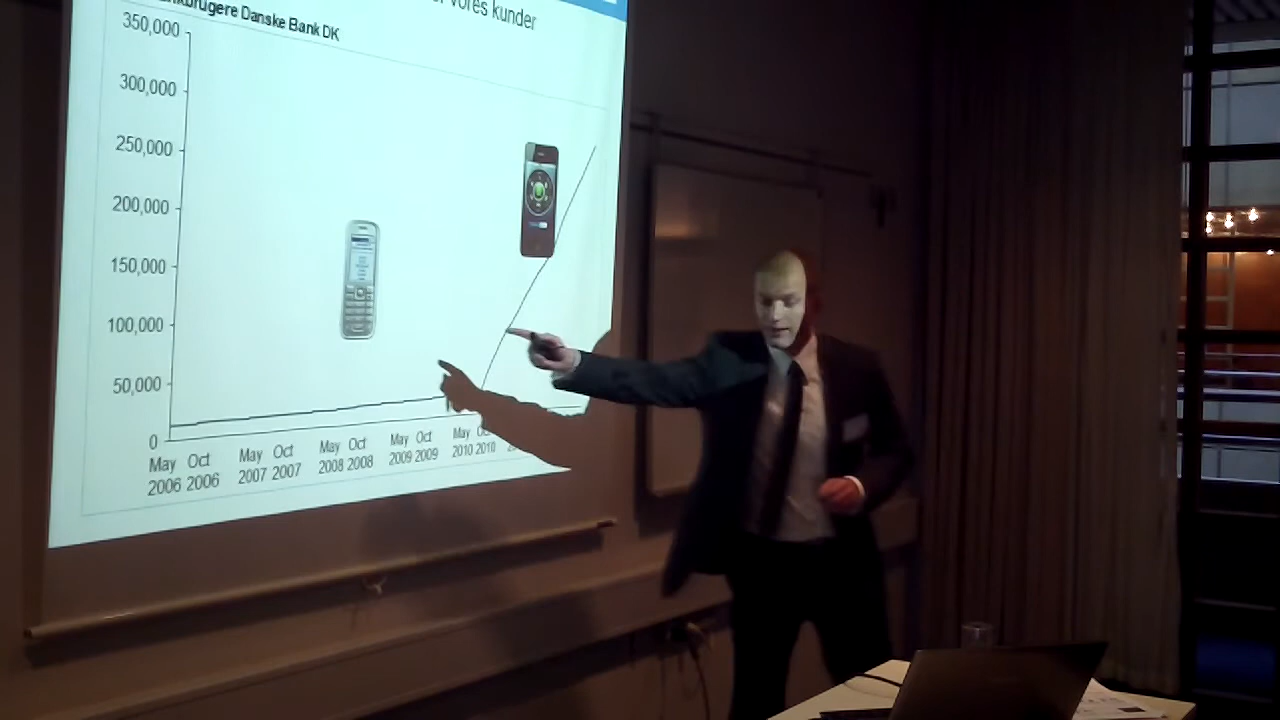 vores kunder
Danske Bank DK
350,000
300,000
250,000
200,000
150,000
100,000
50,000
0
May Oct May Oct May Oct May Oct May Oct
2006 2006 2007 2007 2008 2008 2009 2009 2010 2010